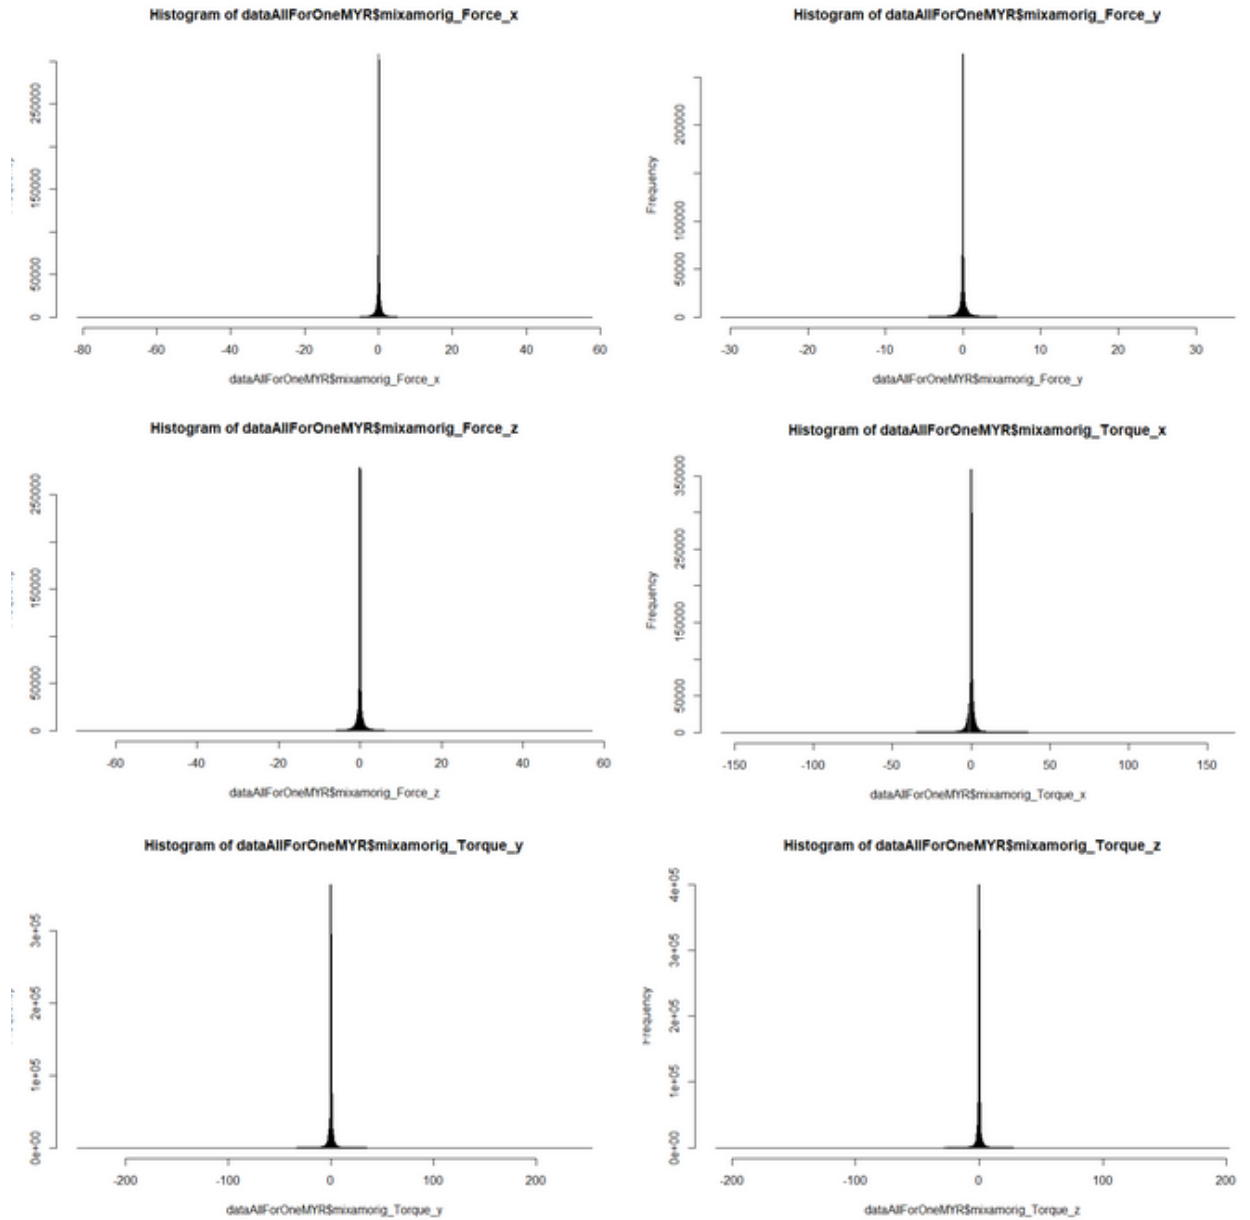 Histogram of dataAllForOneMYR$mixamorig_Force_x
250000
150000
50000
0
-80 -60 -40 -20 0 20 40 60
dataAllForOneMYR$mixamorig_Force_x
Histogram of dataAllForOneMYR$mixamorig_Force_y
Frequency
200000
100000
50000
0
-30 -20 -10 0 10 20 30
dataAllForOneMYR$mixamorig_Force_y
Histogram of dataAllForOneMYR$mixamorig_Force_z
250000
150000
50000
0
-60 -40 -20 0 20 40 60
dataAllForOneMYR$mixamorig_Force_z
Histogram of dataAllForOneMYR$mixamorig_Torque_x
Frequency
350000
250000
150000
50000
0
-150 -100 -50 0 50 100 150
dataAllForOneMYR$mixamorig_Torque_x
Histogram of dataAllForOneMYR$mixamorig_Torque_y
3e+05
2e+05
1e+05
0e+00
-200 -100 0 100 200
dataAllForOneMYR$mixamorig_Torque_y
Histogram of dataAllForOneMYR$mixamorig_Torque_z
Frequency
4e+05
3e+05
2e+05
1e+05
0e+00
-200 -100 0 100 200
dataAllForOneMYR$mixamorig_Torque_z